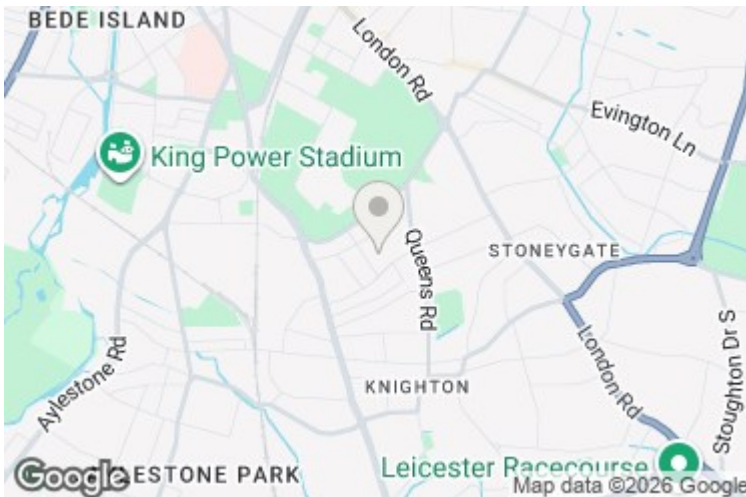 BEDE ISLAND
London Rd
Evington Ln
King Power Stadium
Queens Rd
STONEYGATE
Aylestone Rd
London Rd
Stoughton Dr S
KNIGHTON
AYLESTONE PARK
Leicester Racecourse
Google
Map data ©2026 Google